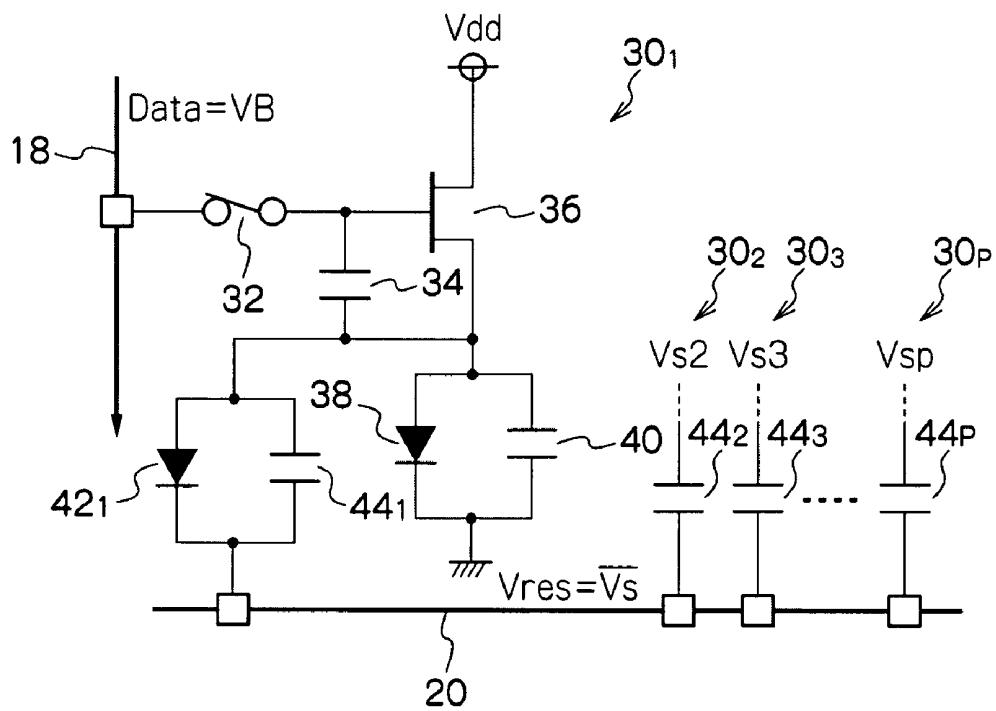 Vdd
30₁
Data=VB
18
36
32
34
30₂ 30₃ 30P
Vs2 Vs3 Vsp
38
40
42₁
44₁
44₂ 44₃ 44P
Vres=V̅s̅
20